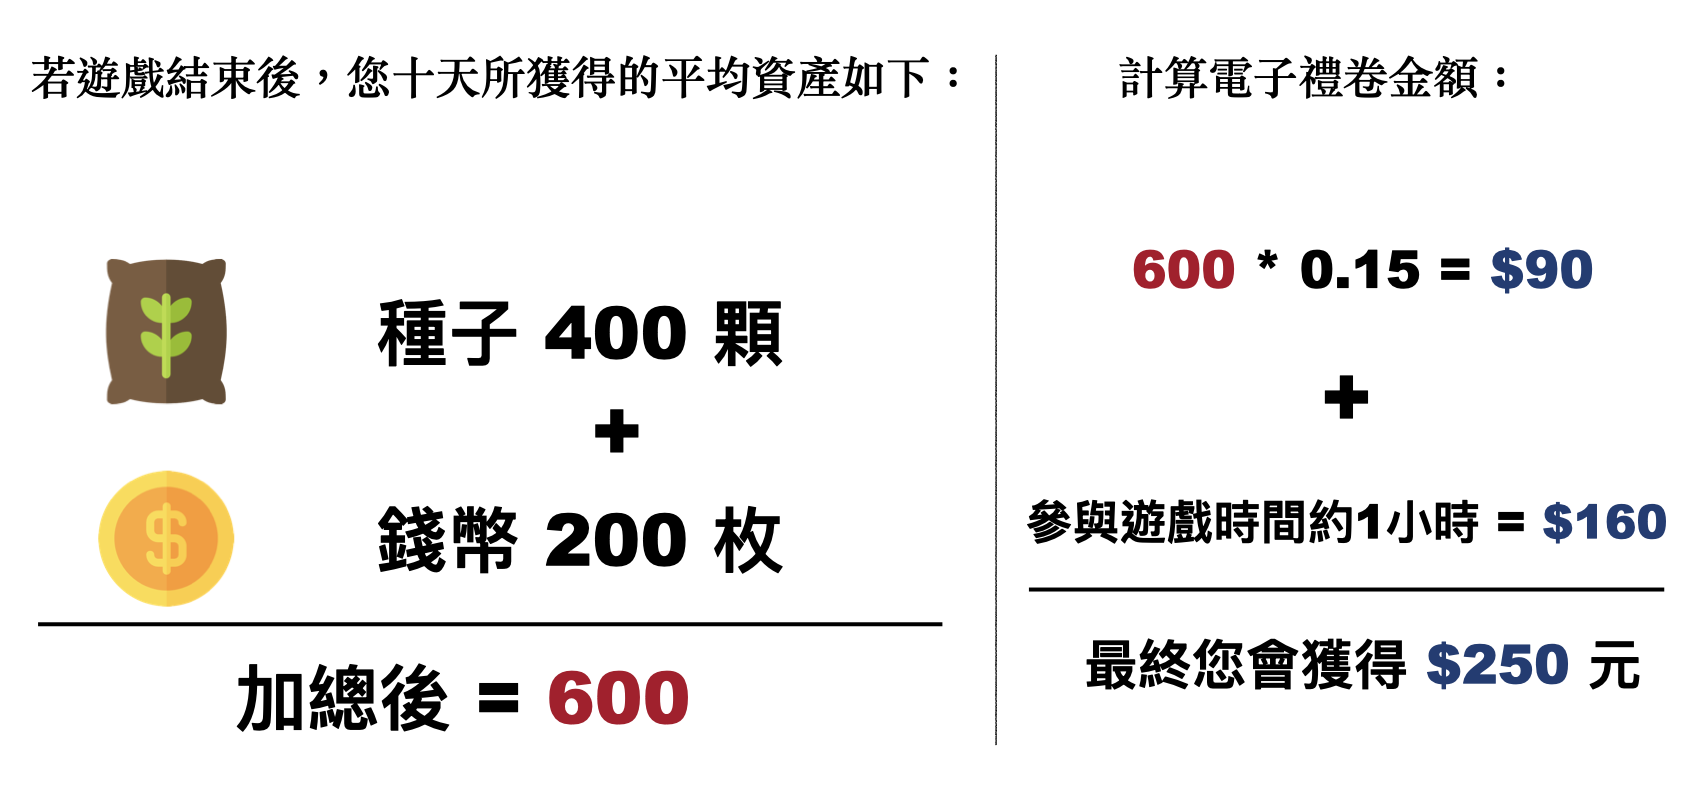 若遊戲結束後，您十天所獲得的平均資產如下：
種子 400 顆
+
錢幣 200 枚
加總後 = 600
計算電子禮卷金額：
600 * 0.15 = $90
+
參與遊戲時間約1小時 = $160
最終您會獲得 $250 元